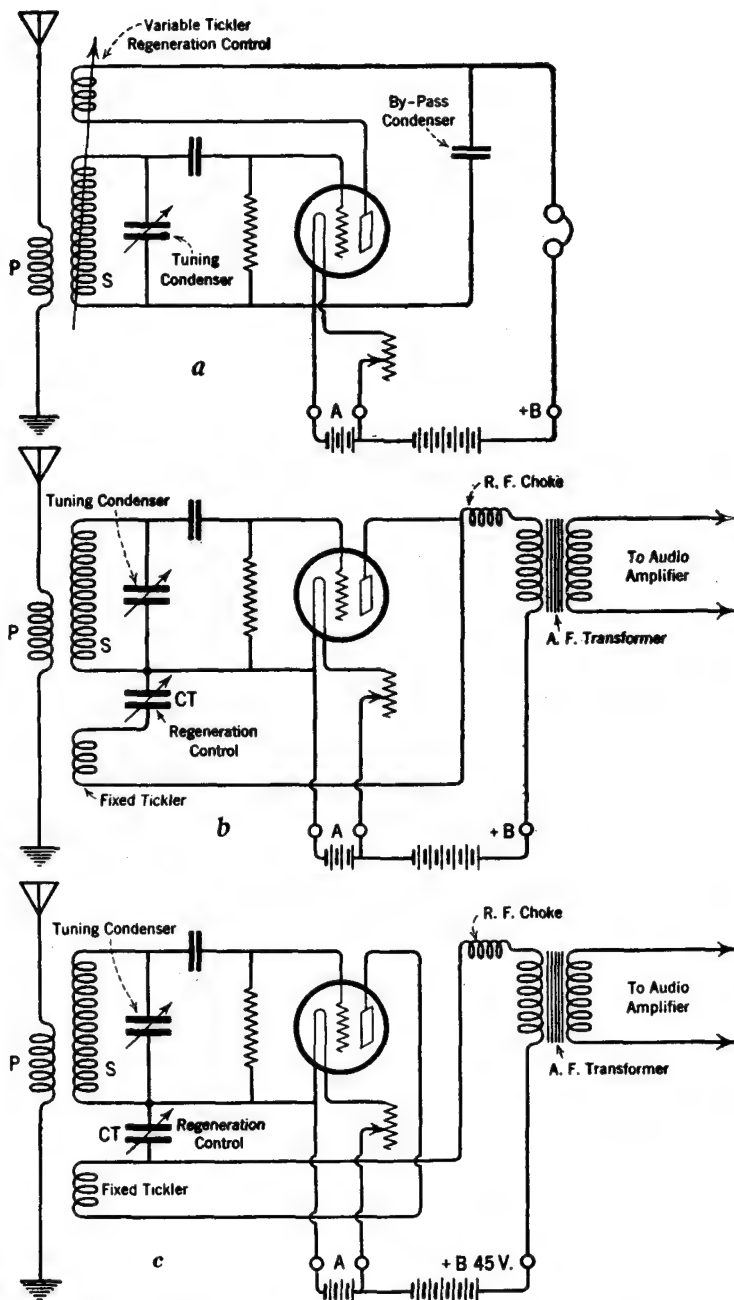 Variable Tickler
Regeneration Control
By-Pass
Condenser
P
S
Tuning
Condenser
a
A
+B
Tuning Condenser
R. F. Choke
To Audio
Amplifier
P
S
A. F. Transformer
CT
Regeneration
Control
Fixed Tickler
b
A
+B
Tuning Condenser
R. F. Choke
To Audio
Amplifier
P
S
A. F. Transformer
CT
Regeneration
Control
Fixed Tickler
c
A
+B 45 V.